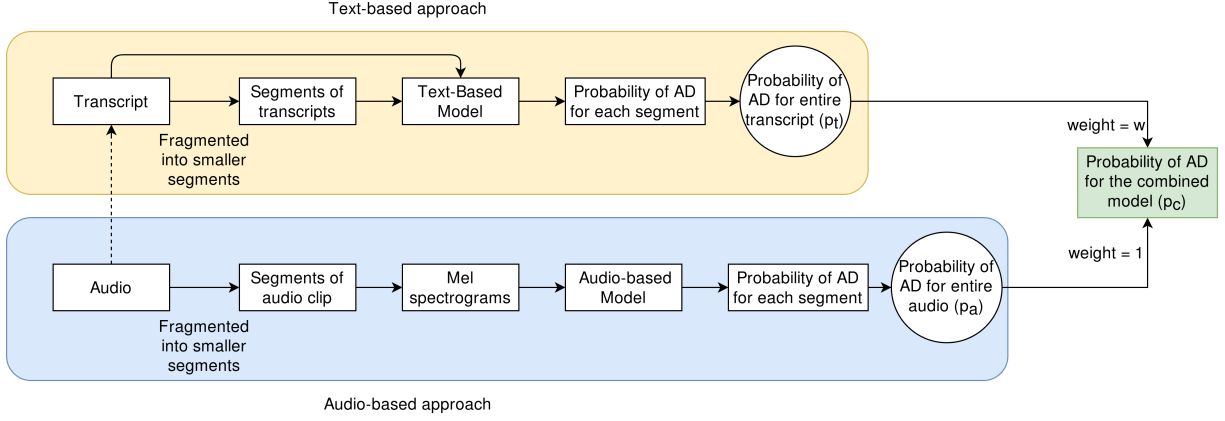 Text-based approach
Transcript
Segments of
transcripts
Text-Based
Model
Probability of AD
for each segment
Probability of
AD for entire
transcript (pt)
Fragmented
into smaller
segments
weight = w
Probability of AD
for the combined
model (pc)
weight = 1
Audio
Segments of
audio clip
Mel
spectrograms
Audio-based
Model
Probability of AD
for each segment
Probability of
AD for entire
audio (pa)
Fragmented
into smaller
segments
Audio-based approach